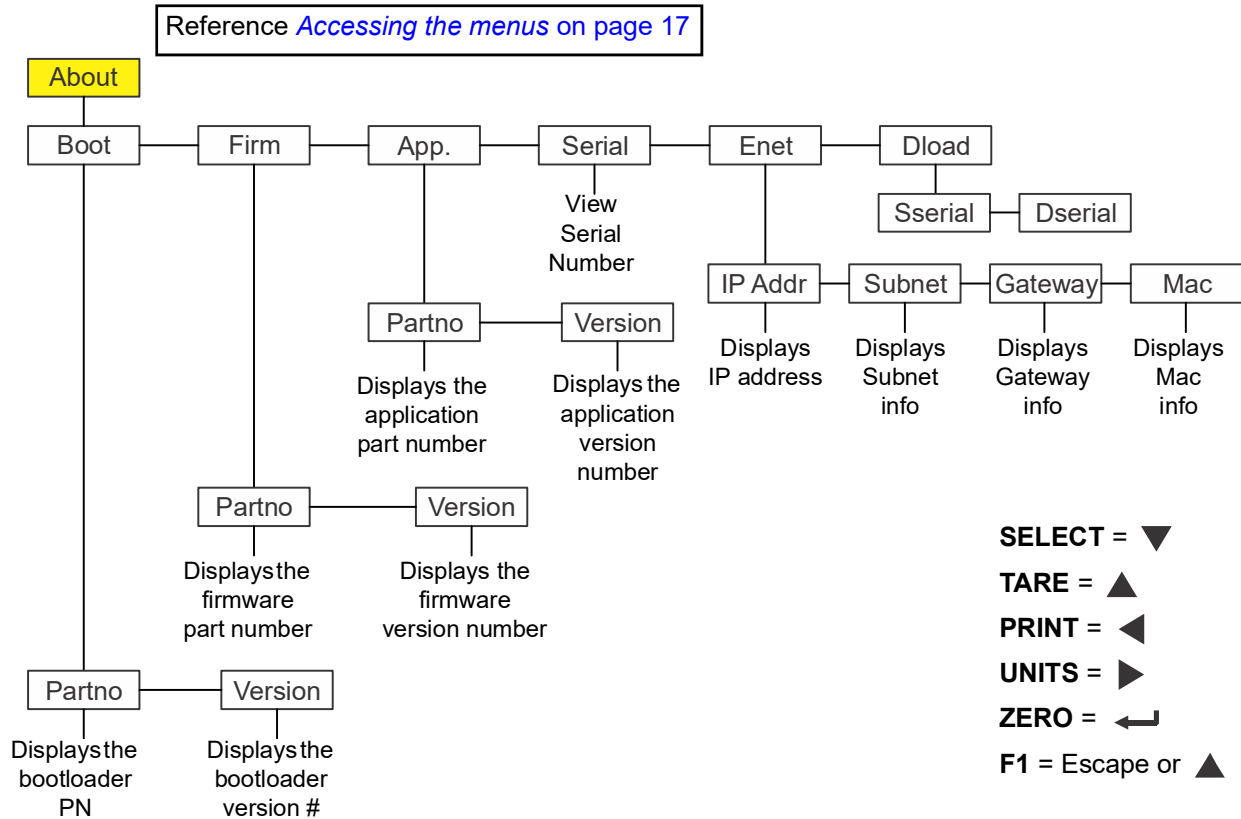 Reference Accessing the menus on page 17
About
Boot
Firm
App.
Serial
Enet
Dload
View
Serial
Number
Sserial
Dserial
IP Addr
Subnet
Gateway
Mac
Displays
IP address
Displays
Subnet
info
Displays
Gateway
info
Displays
Mac
info
Partno
Version
Displays the
application
part number
Displays the
application
version
number
Partno
Version
Displays the
firmware
part number
Displays the
firmware
version number
Partno
Version
Displays the
bootloader
PN
Displays the
bootloader
version #
SELECT = ▼
TARE = ▲
PRINT = ◀
UNITS = ▶
ZERO = ↵
F1 = Escape or ▲